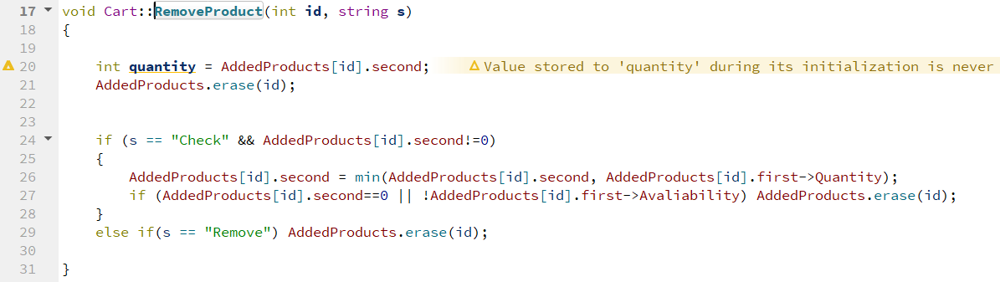 17 void Cart::RemoveProduct(int id, string s)
18 {
19
20 int quantity = AddedProducts[id].second; Value stored to 'quantity' during its initialization is never
21 AddedProducts.erase(id);
22
23
24 if (s == "Check" && AddedProducts[id].second!=0)
25 {
26 AddedProducts[id].second = min(AddedProducts[id].second, AddedProducts[id].first->Quantity);
27 if (AddedProducts[id].second==0 || !AddedProducts[id].first->Avaliability) AddedProducts.erase(id);
28 }
29 else if(s == "Remove") AddedProducts.erase(id);
30
31 }